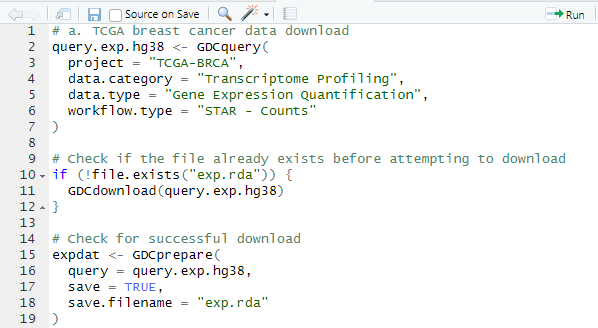 Source on Save
Run
1 # a. TCGA breast cancer data download
2 query.exp.hg38 <- GDCquery(
3   project = "TCGA-BRCA",
4   data.category = "Transcriptome Profiling",
5   data.type = "Gene Expression Quantification",
6   workflow.type = "STAR - Counts"
7 )
8
9 # Check if the file already exists before attempting to download
10 if (!file.exists("exp.rda")) {
11   GDCdownload(query.exp.hg38)
12 }
13
14 # Check for successful download
15 expdat <- GDCprepare(
16   query = query.exp.hg38,
17   save = TRUE,
18   save.filename = "exp.rda"
19 )